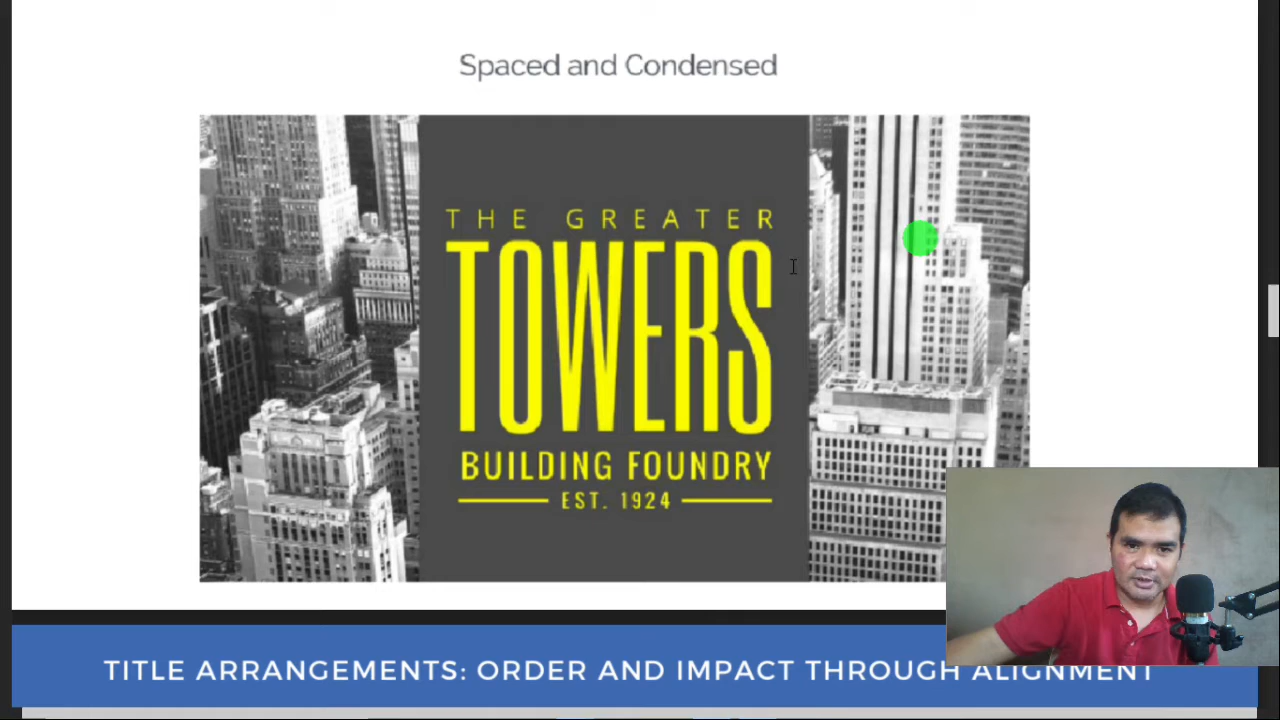 Spaced and Condensed
THE GREATER
TOWERS
BUILDING FOUNDRY
EST. 1924
TITLE ARRANGEMENTS: ORDER AND IMPACT THROUGH ALIGNMENT